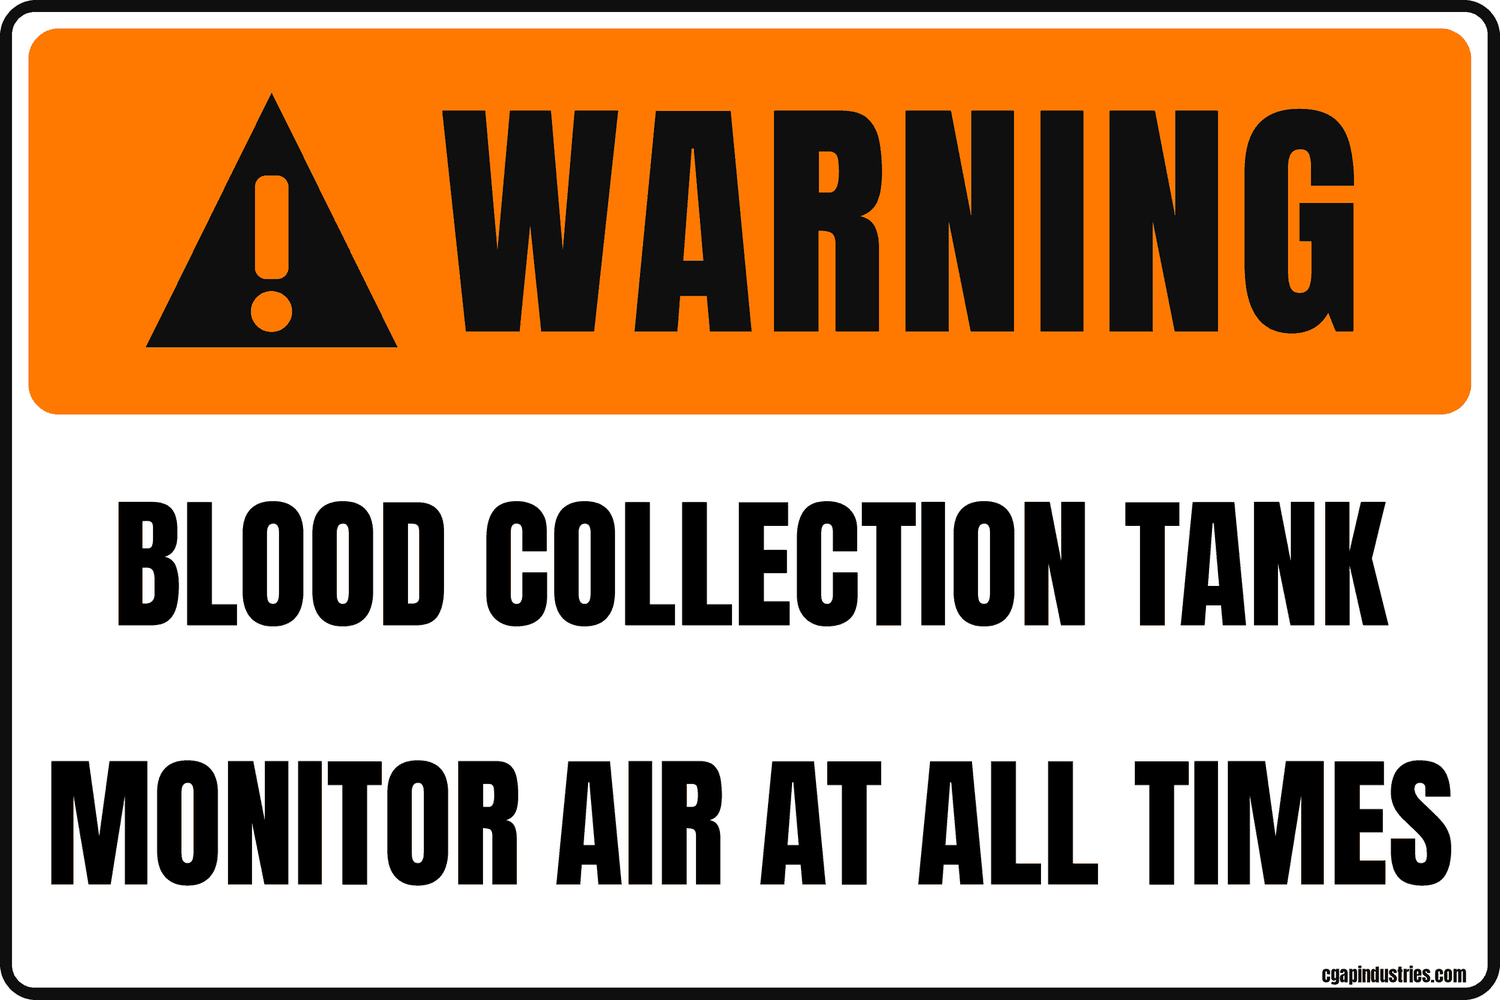 WARNING
BLOOD COLLECTION TANK
MONITOR AIR AT ALL TIMES
cgapindustries.com